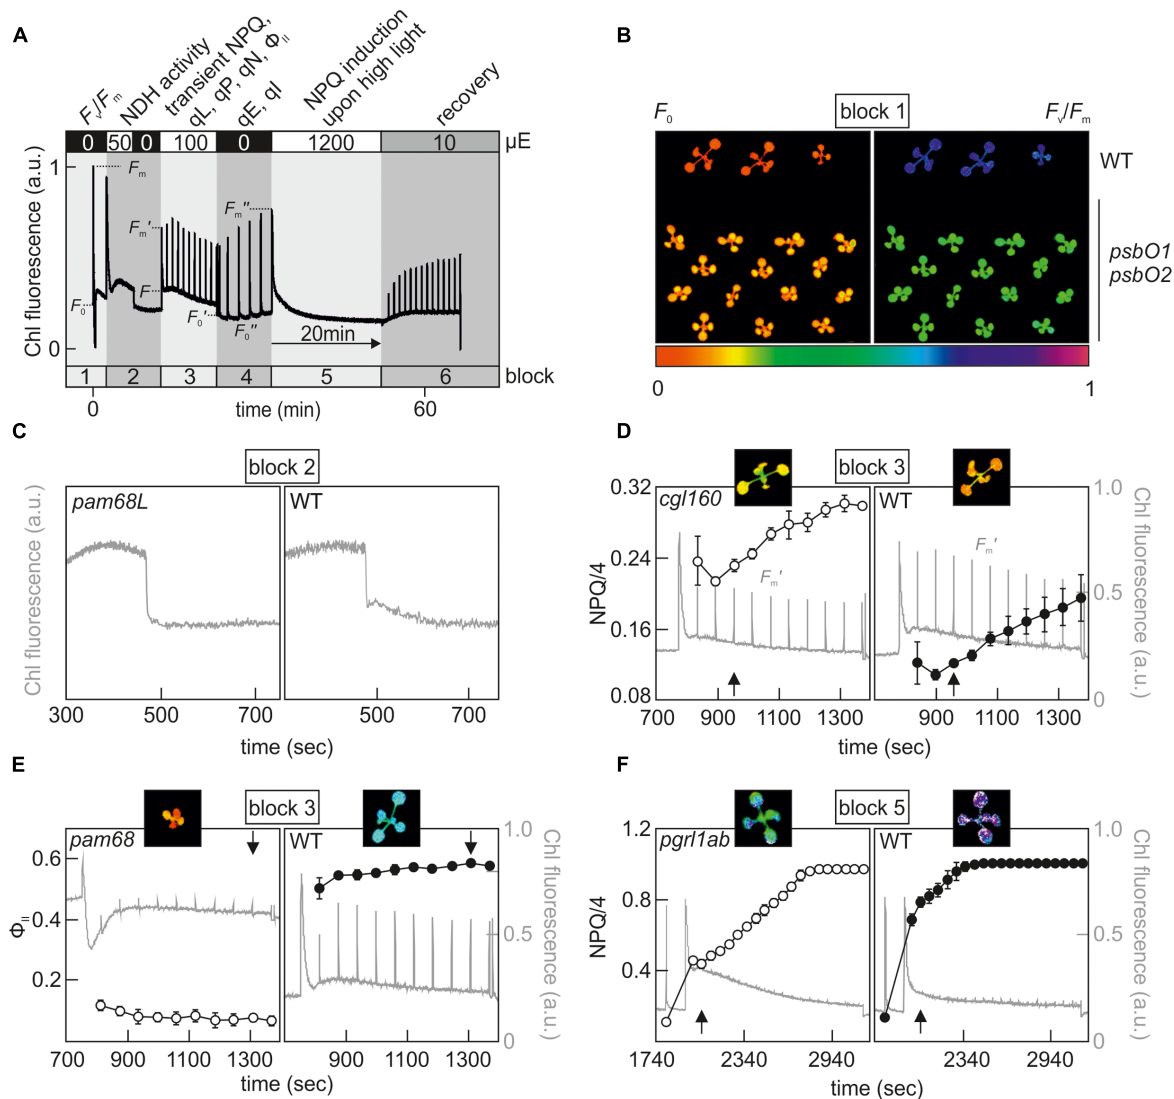 A
Fv/Fm
NDH activity
transient NPQ,
qL, qP, qN, ΦII
qE, qI
NPQ induction
upon high light
recovery
0 50 0 100 0 1200 10 µE
Chl fluorescence (a.u.)
1
0
Fm
Fm'
Fm''
F
F0
F0'
F0''
20min
1 2 3 4 5 6 block
0 60
time (min)
B
F0 block 1 Fv/Fm
WT
psbO1
psbO2
0 1
C
block 2
pam68L WT
Chl fluorescence (a.u.)
300 500 700 500 700
time (sec)
D
block 3
cgl160 WT
Fm' Fm'
NPQ/4
0.32
0.24
0.16
0.08
1.0
0.5
0
Chl fluorescence (a.u.)
700 900 1100 1300 900 1100 1300
time (sec)
E
block 3
pam68 WT
ΦII
0.6
0.4
0.2
1.0
0.5
0
Chl fluorescence (a.u.)
700 900 1100 1300 900 1100 1300
time (sec)
F
block 5
pgrl1ab WT
NPQ/4
1.2
0.8
0.4
1.0
0.5
0
Chl fluorescence (a.u.)
1740 2340 2940 2340 2940
time (sec)